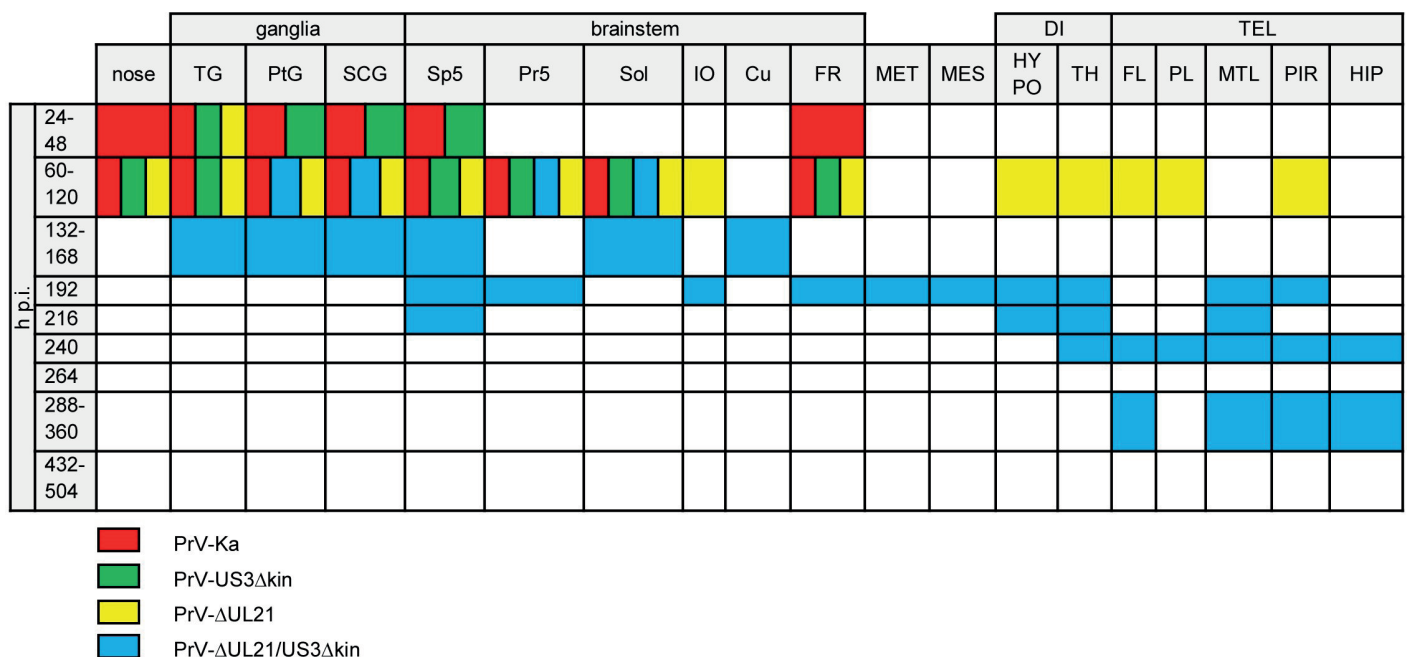 ganglia brainstem DI TEL
nose TG PtG SCG Sp5 Pr5 Sol IO Cu FR MET MES HY PO TH FL PL MTL PIR HIP
h p.i.
24-
48
60-
120
132-
168
192
216
240
264
288-
360
432-
504
PrV-Ka
PrV-US3Δkin
PrV-ΔUL21
PrV-ΔUL21/US3Δkin